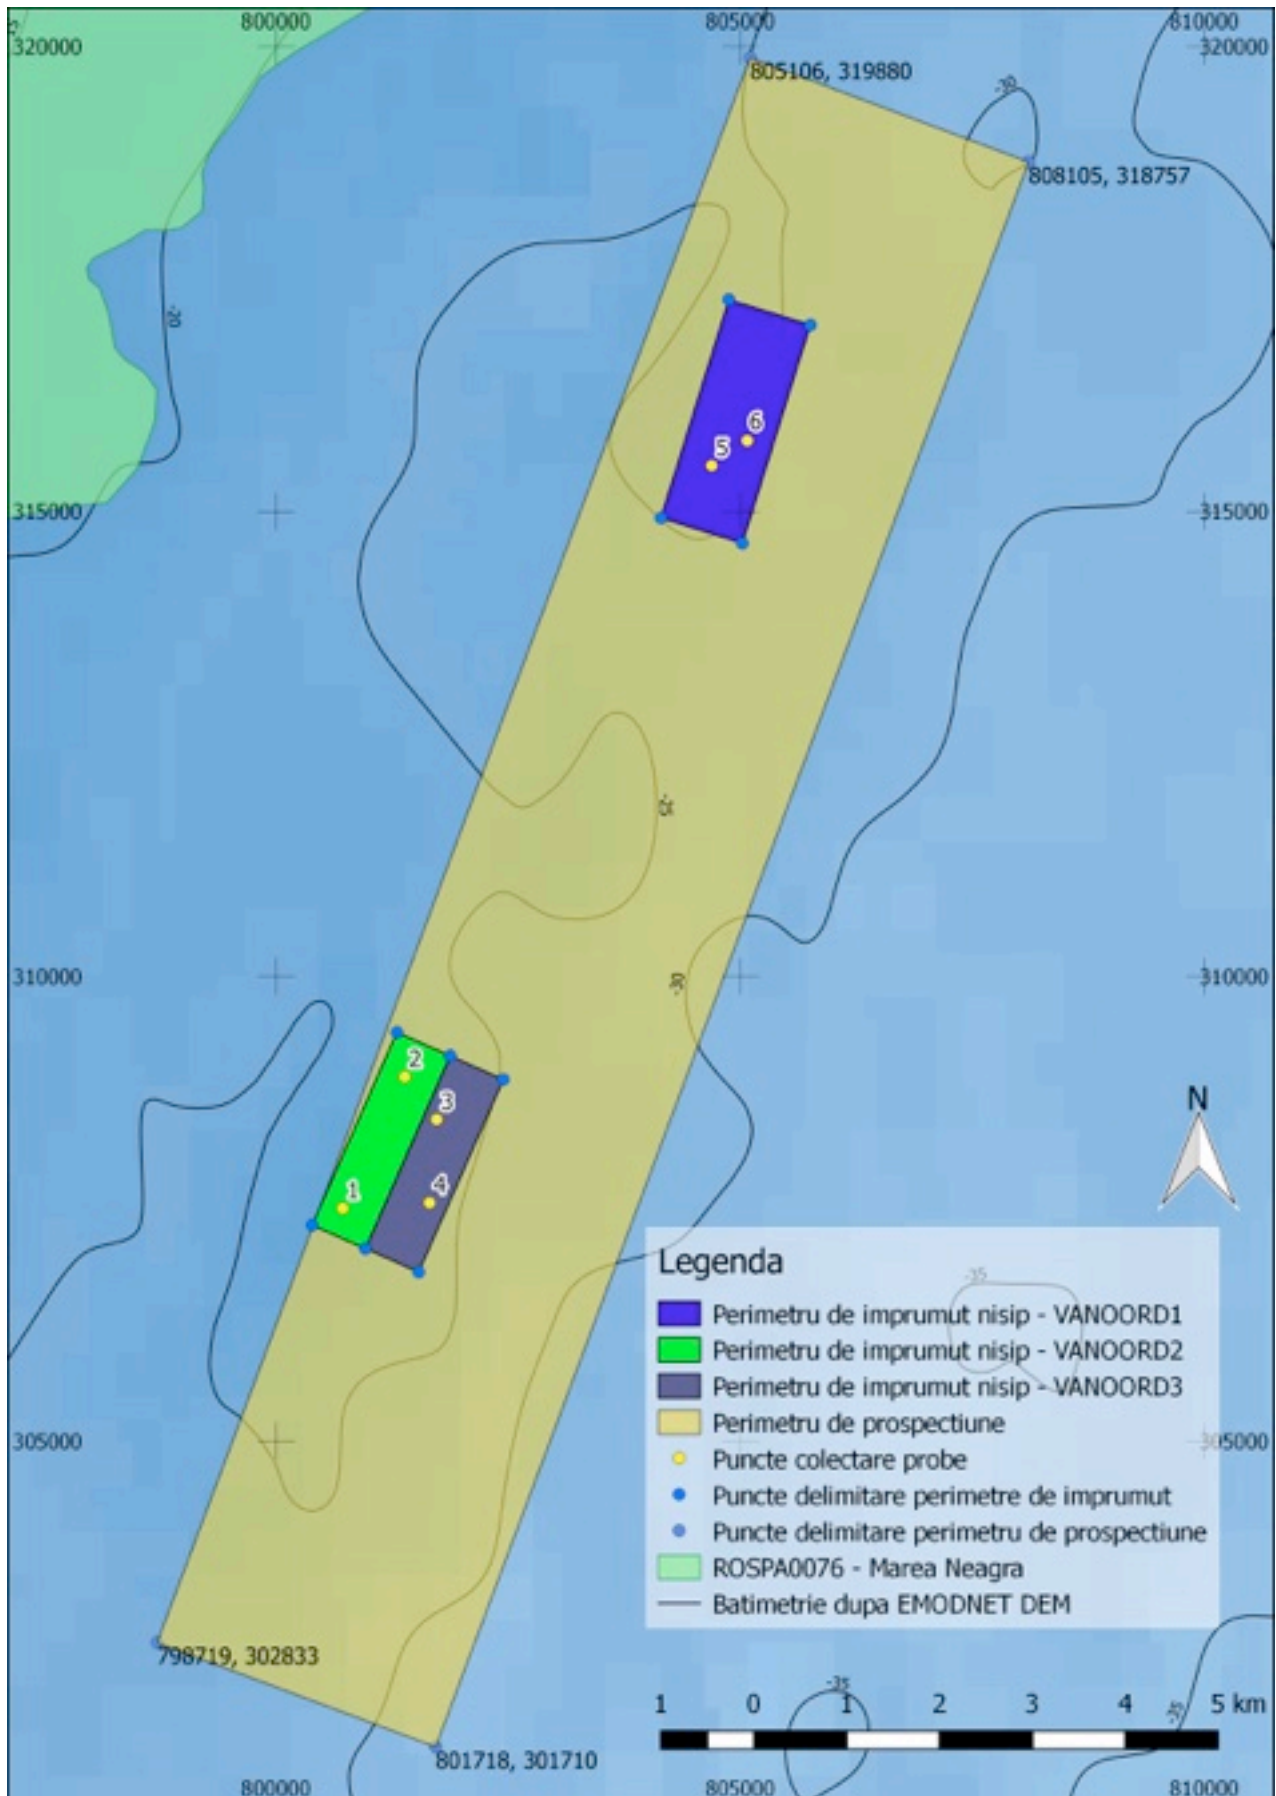 800000 805000 810000
320000 320000
805106, 319880
-30
808105, 318757
-20
6
5
315000 315000
-25
310000 310000
-30
2
3
4
1
N
Legenda
Perimetru de imprumut nisip - VANOORD1
Perimetru de imprumut nisip - VANOORD2
Perimetru de imprumut nisip - VANOORD3
Perimetru de prospectiune
Puncte colectare probe
Puncte delimitare perimetre de imprumut
Puncte delimitare perimetru de prospectiune
ROSPA0076 - Marea Neagra
Batimetrie dupa EMODNET DEM
-35
305000 305000
798719, 302833
-35
-35
1 0 1 2 3 4 5 km
801718, 301710
800000 805000 810000